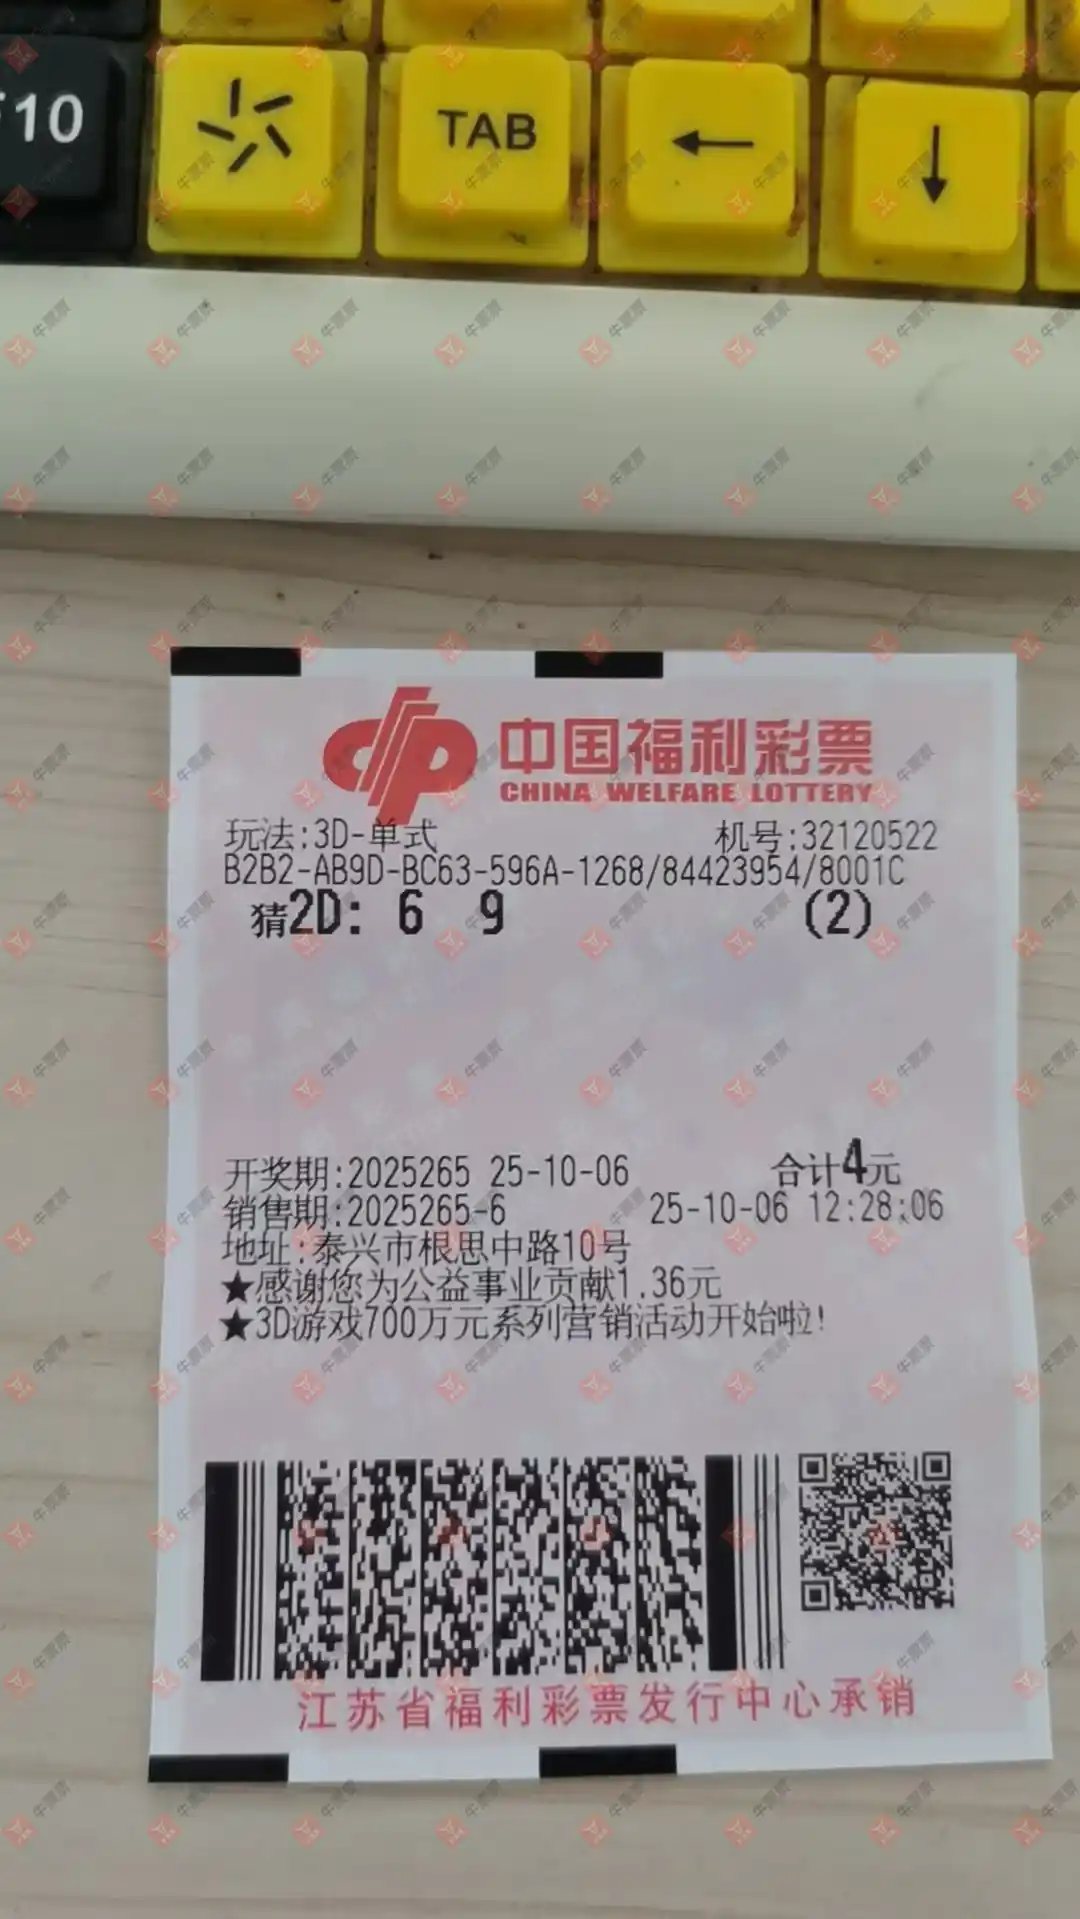 F10
TAB
中国福利彩票
CHINA WELFARE LOTTERY
玩法:3D-单式 机号:32120522
B2B2-AB9D-BC63-596A-1268/84423954/8001C
猜2D: 6 9 (2)
开奖期:2025265 25-10-06 合计4元
销售期:2025265-6 25-10-06 12:28:06
地址:泰兴市根思中路10号
★感谢您为公益事业贡献1.36元
★3D游戏700万元系列营销活动开始啦!
江苏省福利彩票发行中心承销